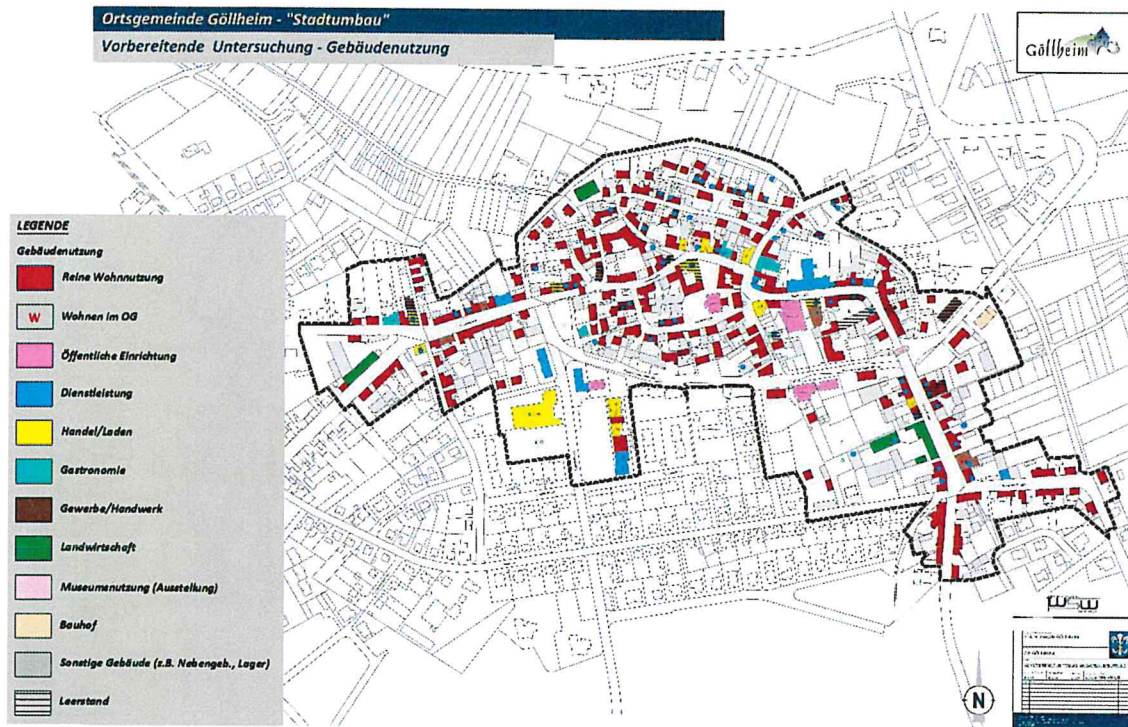 Ortsgemeinde Göllheim - "Stadtumbau"
Vorbereitende Untersuchung - Gebäudenutzung
Göllheim
LEGENDE
Gebäudenutzung
Reine Wohnnutzung
W Wohnen im OG
Öffentliche Einrichtung
Dienstleistung
Handel/Laden
Gastronomie
Gewerbe/Handwerk
Landwirtschaft
Museumsnutzung (Ausstellung)
Bauhof
Sonstige Gebäude (z.B. Nebengeb., Lager)
Leerstand
wsw
N